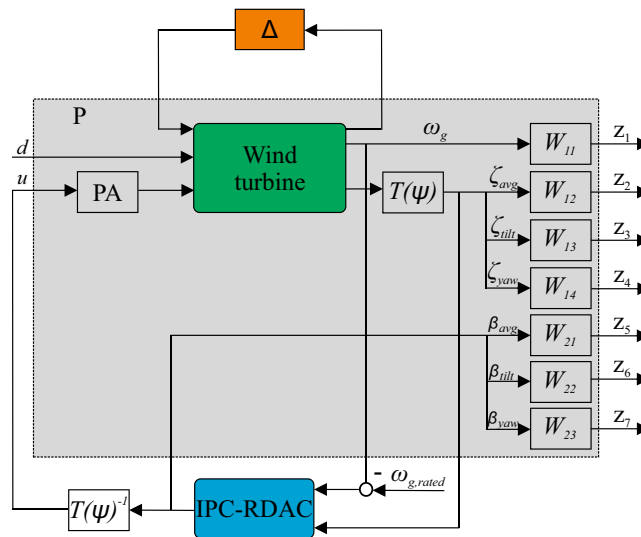 Δ
P
d
u
PA
Wind
turbine
ω_g
T(ψ)
ζ_avg
ζ_tilt
ζ_yaw
β_avg
β_tilt
β_yaw
W_11
W_12
W_13
W_14
W_21
W_22
W_23
z_1
z_2
z_3
z_4
z_5
z_6
z_7
- ω_g,rated
IPC-RDAC
T(ψ)^-1